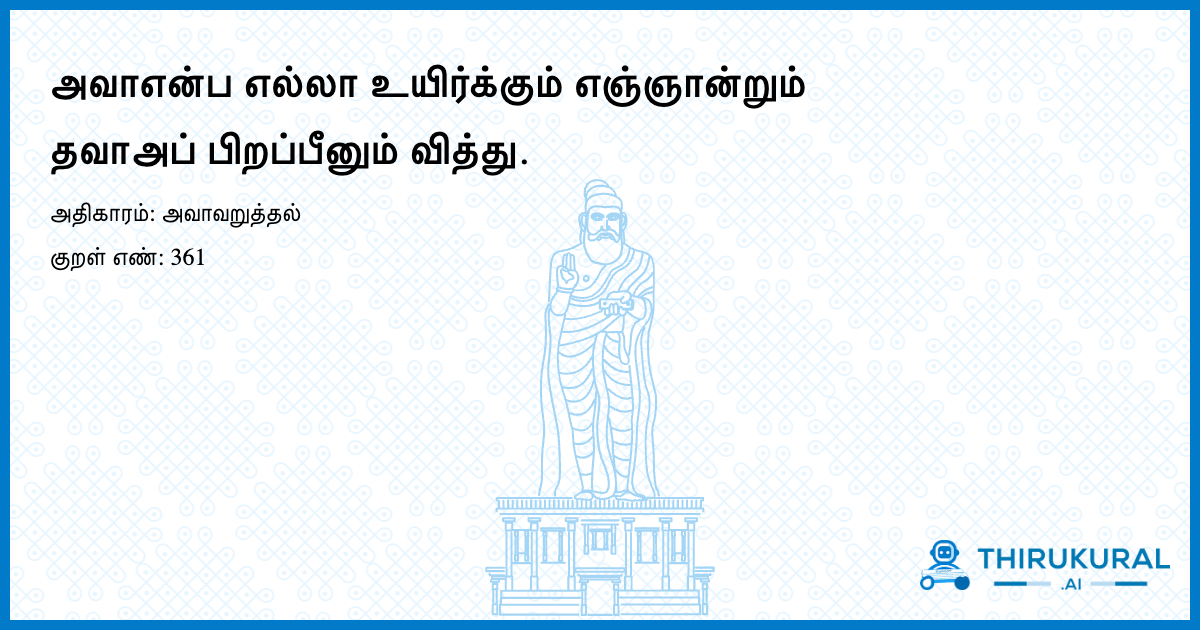 அவாஎன்ப எல்லா உயிர்க்கும் எஞ்ஞான்றும்
தவாஅப் பிறப்பீனும் வித்து.
அதிகாரம்: அவாவறுத்தல்
குறள் எண்: 361
THIRUKURAL
.AI